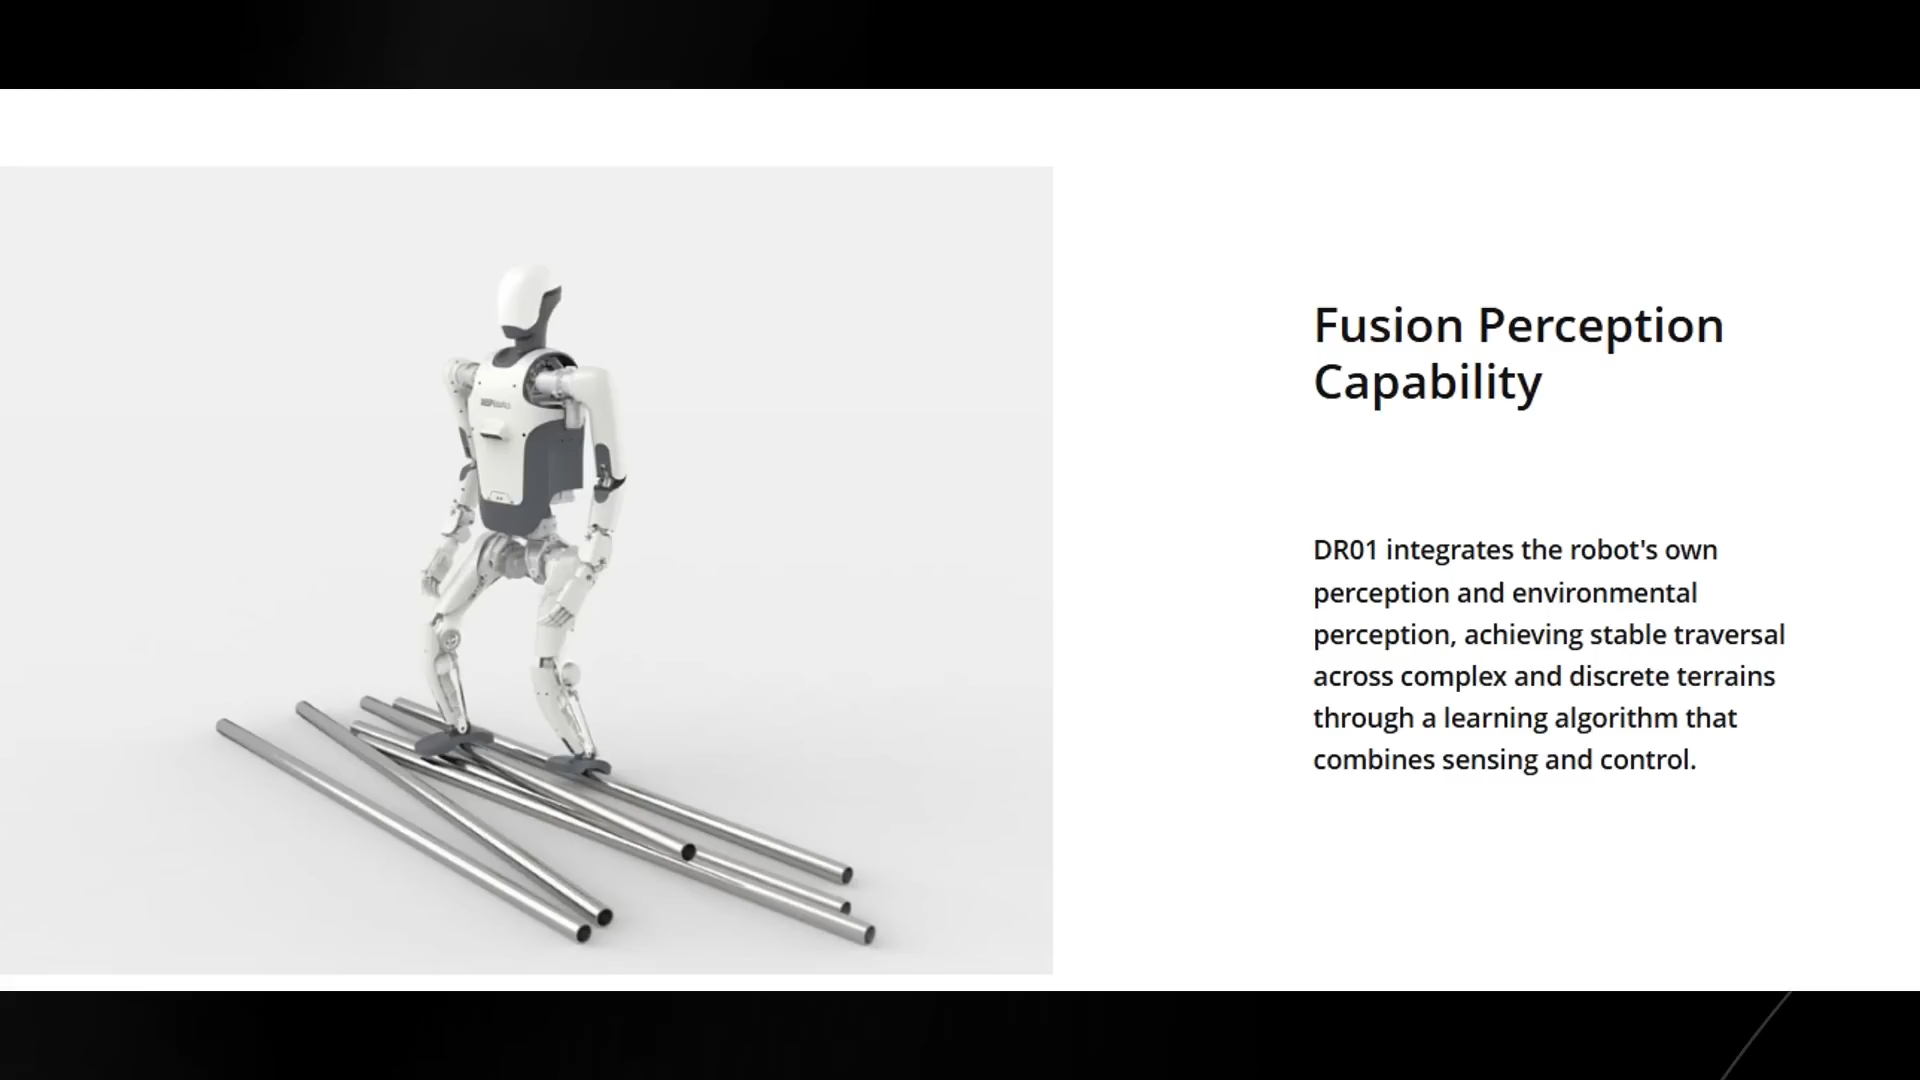 Fusion Perception
Capability
DR01 integrates the robot's own
perception and environmental
perception, achieving stable traversal
across complex and discrete terrains
through a learning algorithm that
combines sensing and control.